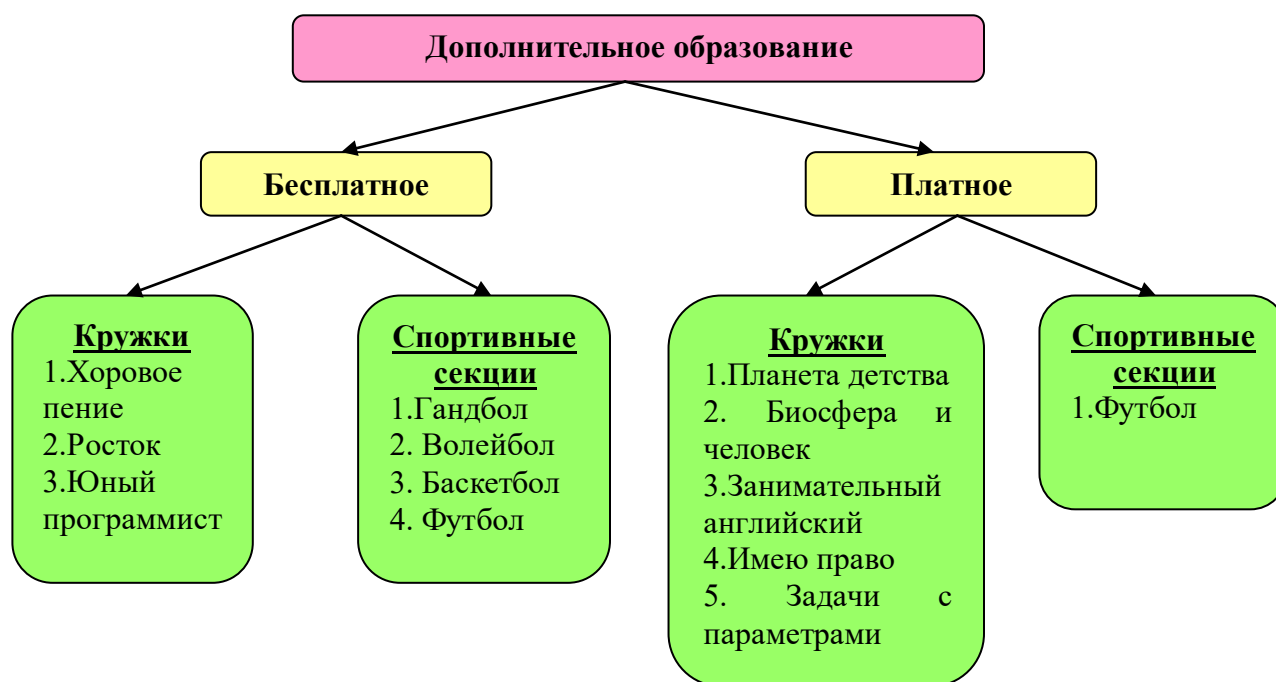 Дополнительное образование
Бесплатное
Платное
Кружки
1.Хоровое
пение
2.Росток
3.Юный
программист
Спортивные
секции
1.Гандбол
2. Волейбол
3. Баскетбол
4. Футбол
Кружки
1.Планета детства
2. Биосфера и
человек
3.Занимательный
английский
4.Имею право
5. Задачи с
параметрами
Спортивные
секции
1.Футбол